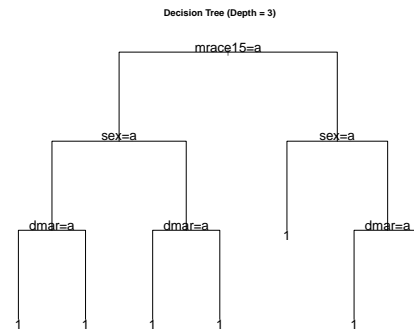 Decision Tree (Depth = 3)
mrace15=a
sex=a sex=a
dmar=a dmar=a 1 dmar=a
1 1 1 1 1